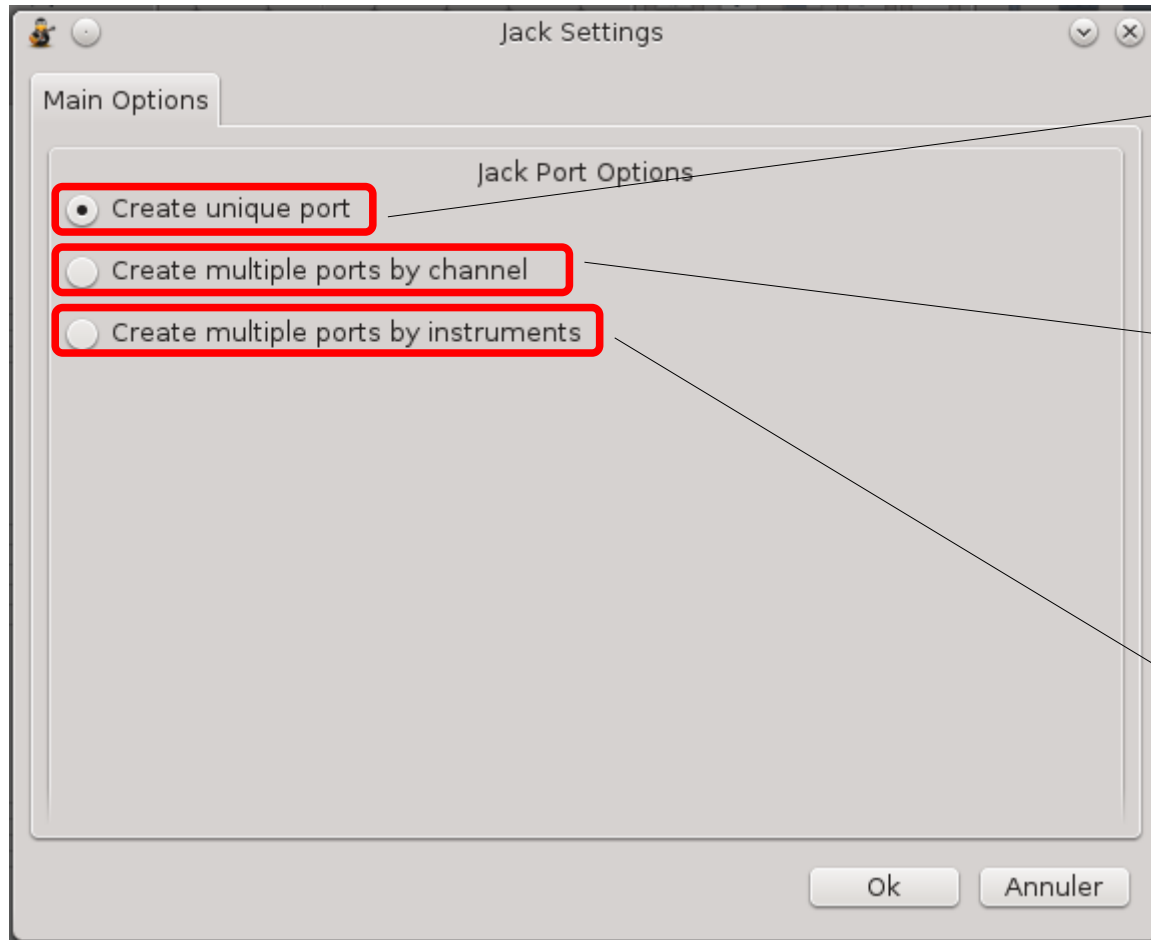 Jack Settings
Main Options
Jack Port Options
Create unique port
Create multiple ports by channel
Create multiple ports by instruments
Ok
Annuler